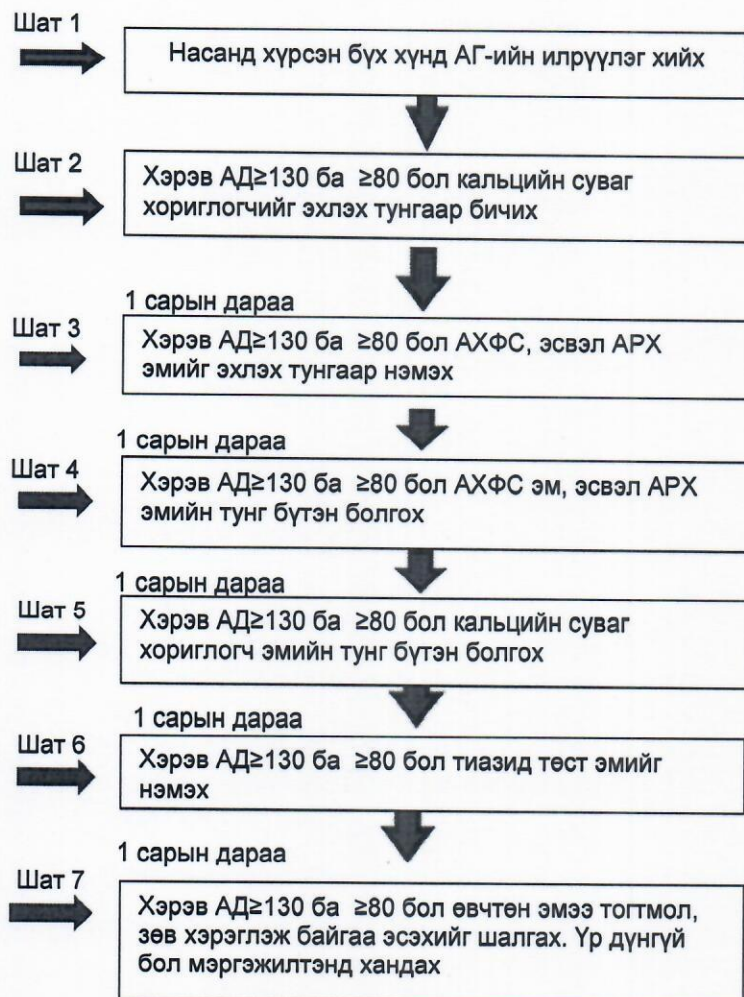 Шат 1
Насанд хүрсэн бүх хүнд АГ-ийн илрүүлэг хийх
Шат 2
Хэрэв АД≥130 ба ≥80 бол кальцийн суваг
хориглогчийг эхлэх тунгаар бичих
1 сарын дараа
Шат 3
Хэрэв АД≥130 ба ≥80 бол АХФС, эсвэл АРХ
эмийг эхлэх тунгаар нэмэх
1 сарын дараа
Шат 4
Хэрэв АД≥130 ба ≥80 бол АХФС эм, эсвэл АРХ
эмийн тунг бүтэн болгох
1 сарын дараа
Шат 5
Хэрэв АД≥130 ба ≥80 бол кальцийн суваг
хориглогч эмийн тунг бүтэн болгох
1 сарын дараа
Шат 6
Хэрэв АД≥130 ба ≥80 бол тиазид төст эмийг
нэмэх
1 сарын дараа
Шат 7
Хэрэв АД≥130 ба ≥80 бол өвчтөн эмээ тогтмол,
зөв хэрэглэж байгаа эсэхийг шалгах. Үр дүнгүй
бол мэргэжилтэнд хандах